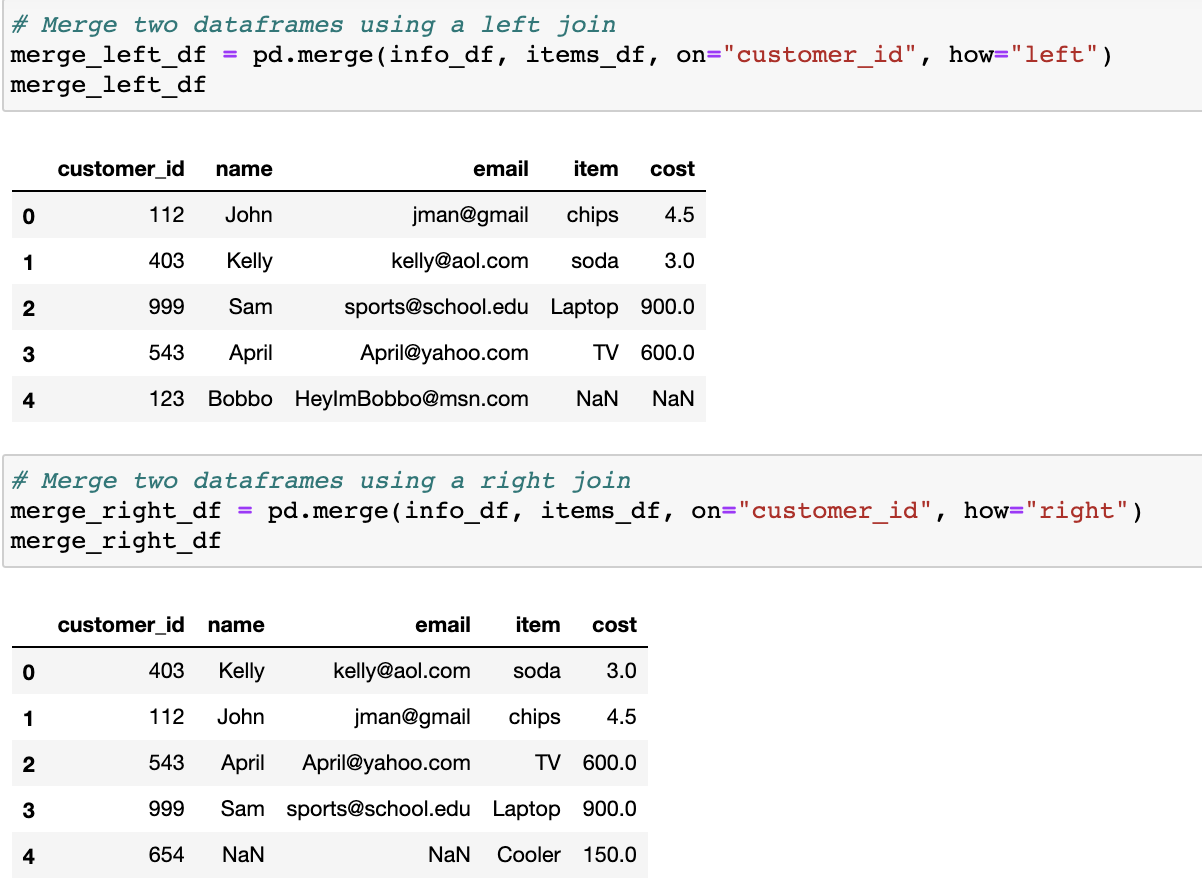 # Merge two dataframes using a left join
merge_left_df = pd.merge(info_df, items_df, on="customer_id", how="left")
merge_left_df
customer_id name email item cost
0 112 John jman@gmail chips 4.5
1 403 Kelly kelly@aol.com soda 3.0
2 999 Sam sports@school.edu Laptop 900.0
3 543 April April@yahoo.com TV 600.0
4 123 Bobbo HeyImBobbo@msn.com NaN NaN
# Merge two dataframes using a right join
merge_right_df = pd.merge(info_df, items_df, on="customer_id", how="right")
merge_right_df
customer_id name email item cost
0 403 Kelly kelly@aol.com soda 3.0
1 112 John jman@gmail chips 4.5
2 543 April April@yahoo.com TV 600.0
3 999 Sam sports@school.edu Laptop 900.0
4 654 NaN NaN Cooler 150.0